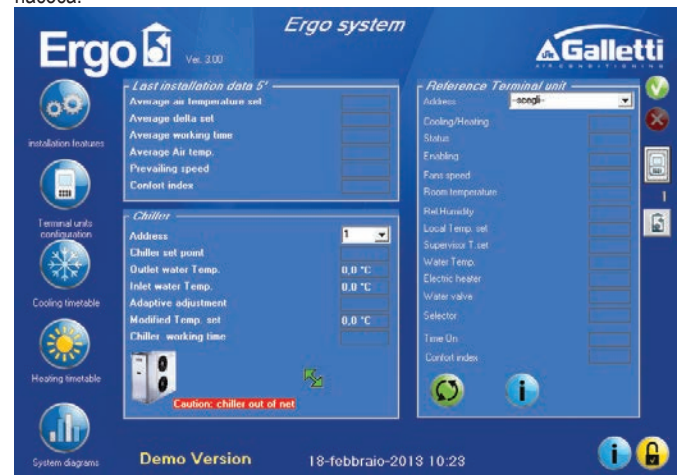 насоса.
Ergo system
Ergo
Ver. 3.00
Galletti
AIR CONDITIONING
installation features
Terminal units
configuration
Cooling timetable
Heating timetable
System diagrams
Last installation data 5'
Average air temperature set
Average delta set
Average working time
Average Air temp.
Prevailing speed
Confort index
Chiller
Address 1
Chiller set point
Outlet water Temp. 0,0 °C
Inlet water Temp. 0,0 °C
Adaptive adjustment
Modified Temp. set 0,0 °C
Chiller working time
Caution: chiller out of net
Reference Terminal unit
Address -scegli-
Cooling/Heating
Status
Enabling
Fans speed
Room temperature
Rel.Humidity
Local Temp. set
Supervisor T.set
Water Temp.
Electric heater
Water valve
Selector
Time On
Confort index
1
Demo Version
18-febbraio-2013 10:23